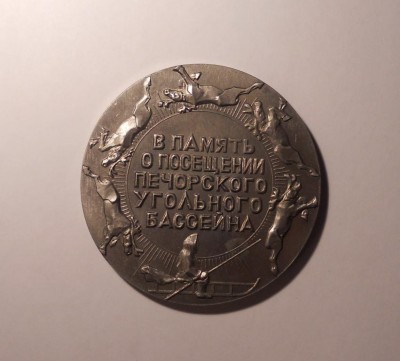 В ПАМЯТЬ
О ПОСЕЩЕНИИ
ПЕЧОРСКОГО
УГОЛЬНОГО
БАССЕЙНА